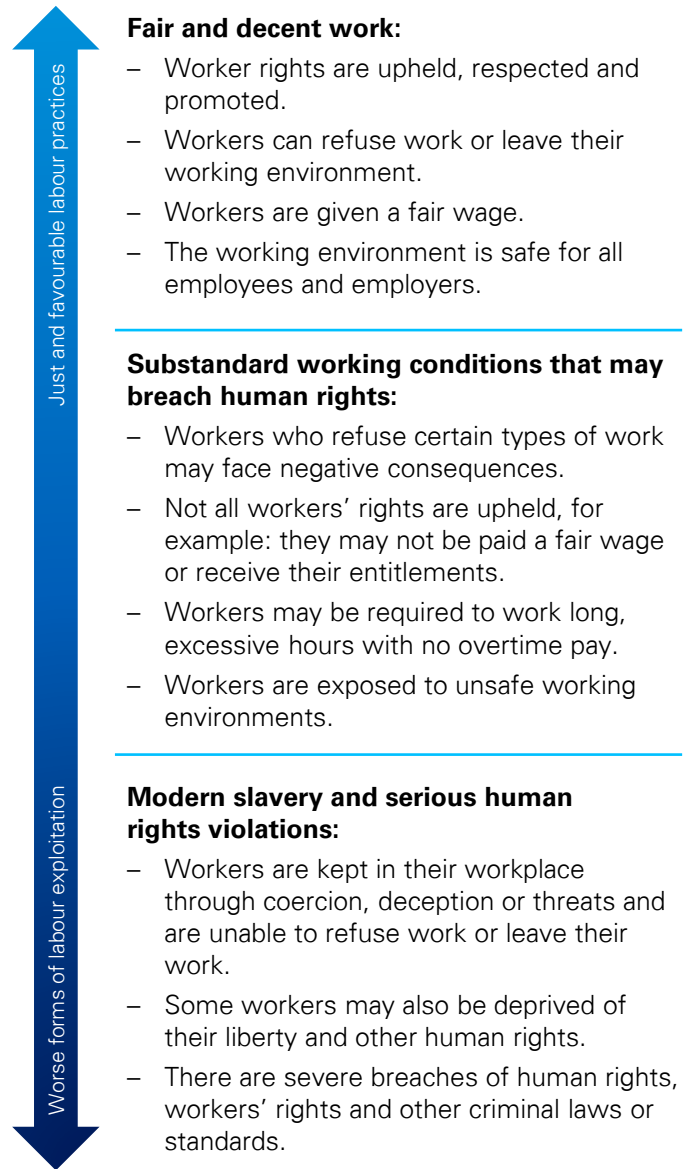 Just and favourable labour practices
Worse forms of labour exploitation
Fair and decent work:
– Worker rights are upheld, respected and
promoted.
– Workers can refuse work or leave their
working environment.
– Workers are given a fair wage.
– The working environment is safe for all
employees and employers.
Substandard working conditions that may
breach human rights:
– Workers who refuse certain types of work
may face negative consequences.
– Not all workers’ rights are upheld, for
example: they may not be paid a fair wage
or receive their entitlements.
– Workers may be required to work long,
excessive hours with no overtime pay.
– Workers are exposed to unsafe working
environments.
Modern slavery and serious human
rights violations:
– Workers are kept in their workplace
through coercion, deception or threats and
are unable to refuse work or leave their
work.
– Some workers may also be deprived of
their liberty and other human rights.
– There are severe breaches of human rights,
workers’ rights and other criminal laws or
standards.